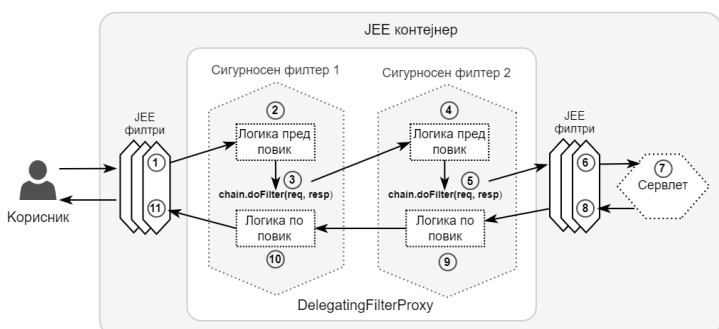 JEE контејнер
Сигурносен филтер 1
Сигурносен филтер 2
JEE
филтри
2
Логика пред
повик
3
chain.doFilter(req, resp)
4
Логика пред
повик
5
chain.doFilter(req, resp)
JEE
филтри
1
6
7
Сервлет
Корисник
11
Логика по
повик
10
Логика по
повик
9
8
DelegatingFilterProxy